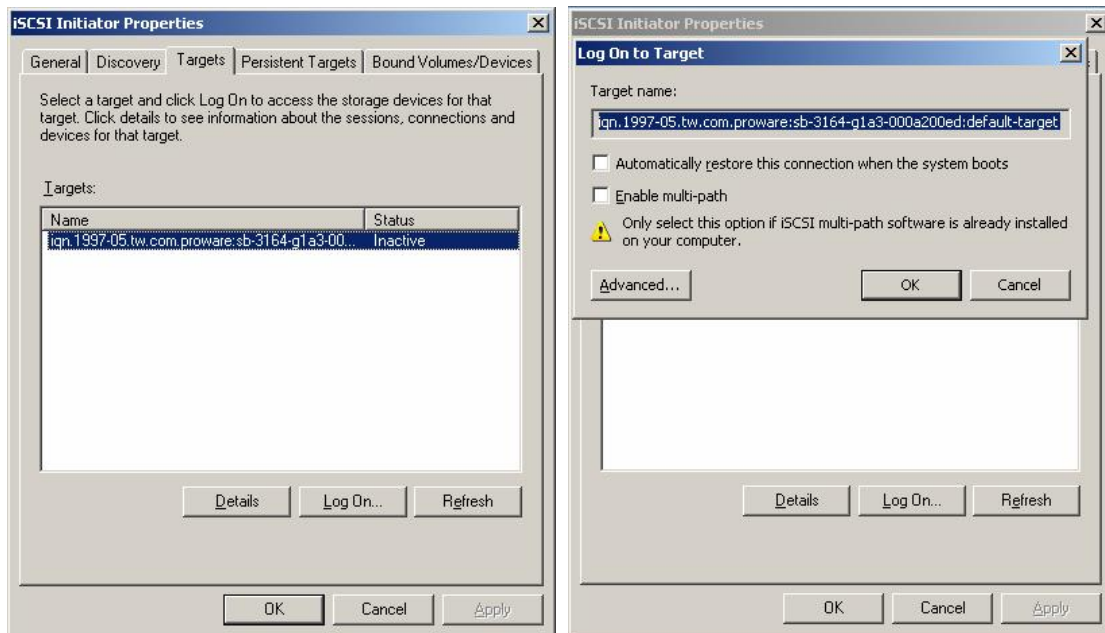 iSCSI Initiator Properties
General Discovery Targets Persistent Targets Bound Volumes/Devices
Select a target and click Log On to access the storage devices for that
target. Click details to see information about the sessions, connections and
devices for that target.
Targets:
Name Status
iqn.1997-05.tw.com.proware:sb-3164-g1a3-00... Inactive
Details Log On... Refresh
OK Cancel Apply
iSCSI Initiator Properties
Log On to Target
Target name:
iqn.1997-05.tw.com.proware:sb-3164-g1a3-000a200ed:default-target
Automatically restore this connection when the system boots
Enable multi-path
Only select this option if iSCSI multi-path software is already installed
on your computer.
Advanced... OK Cancel
Details Log On... Refresh
OK Cancel Apply